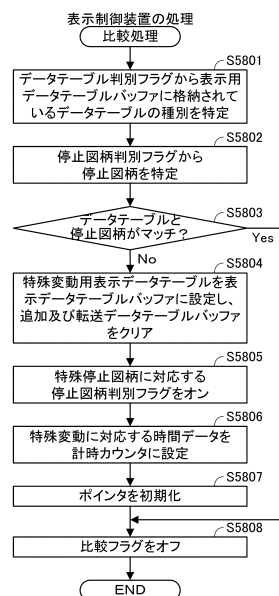 表示制御装置の処理
比較処理
S5801
データテーブル判別フラグから表示用
データテーブルバッファに格納されて
いるデータテーブルの種別を特定
S5802
停止図柄判別フラグから
停止図柄を特定
S5803
データテーブルと
停止図柄がマッチ?
Yes
No
S5804
特殊変動用表示データテーブルを表
示データテーブルバッファに設定し、
追加及び転送データテーブルバッファ
をクリア
S5805
特殊停止図柄に対応する
停止図柄判別フラグをオン
S5806
特殊変動に対応する時間データを
計時カウンタに設定
S5807
ポインタを初期化
S5808
比較フラグをオフ
END